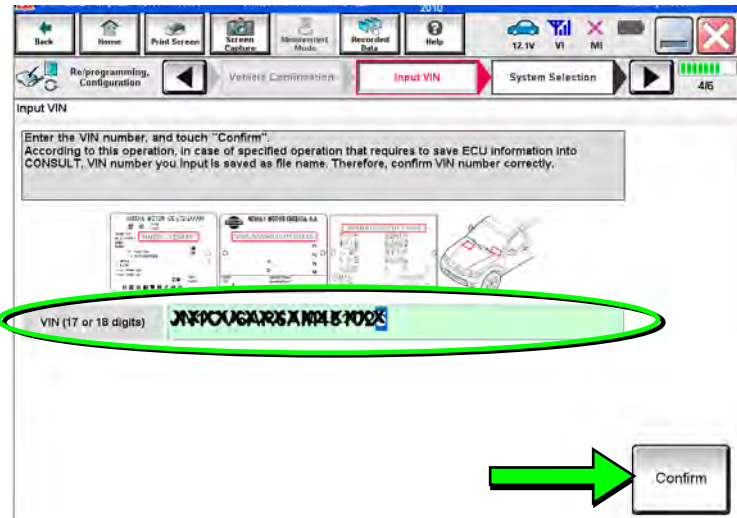 2010
Back Home Print Screen Screen Capture Measurement Mode Recorded Data Help 12.1V VI MI
Re/programming, Configuration Vehicle Confirmation Input VIN System Selection 4/6
Input VIN
Enter the VIN number, and touch "Confirm".
According to this operation, in case of specified operation that requires to save ECU information into
CONSULT, VIN number you input is saved as file name. Therefore, confirm VIN number correctly.
VIN (17 or 18 digits)
Confirm